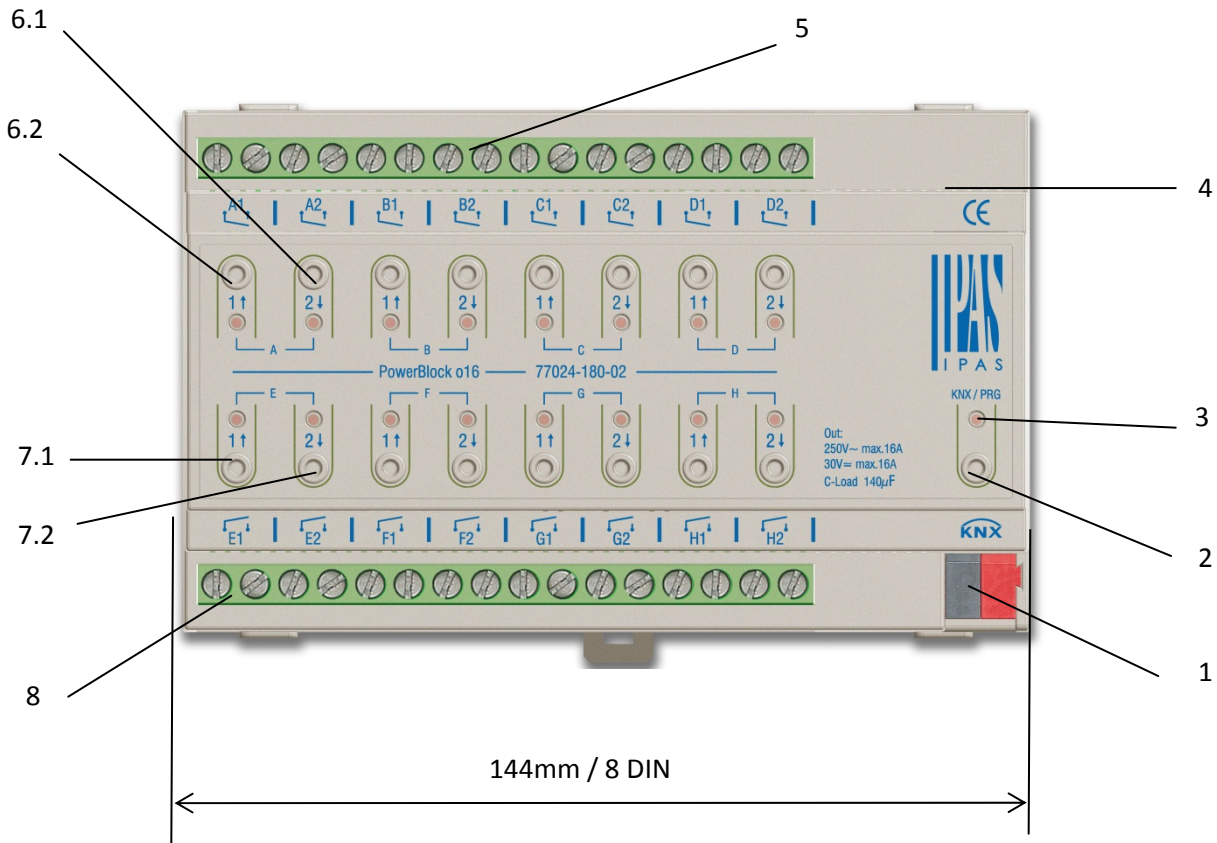 6.1
5
6.2
4
A1 A2 B1 B2 C1 C2 D1 D2
CE
1↑ 2↓ 1↑ 2↓ 1↑ 2↓ 1↑ 2↓
A B C D
IPAS
IPAS
PowerBlock o16 77024-180-02
E F G H
KNX / PRG
3
1↑ 2↓ 1↑ 2↓ 1↑ 2↓ 1↑ 2↓
Out:
250V~ max.16A
30V= max.16A
C-Load 140µF
7.1
7.2
E1 E2 F1 F2 G1 G2 H1 H2
KNX
2
8
1
144mm / 8 DIN